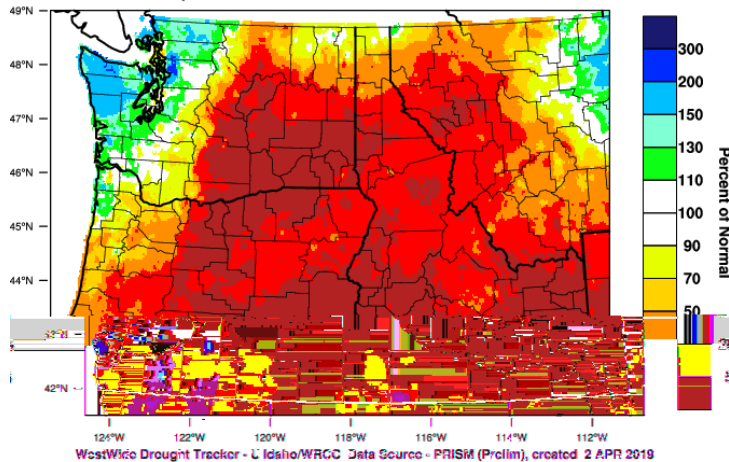 49°N
48°N
47°N
46°N
45°N
44°N
42°N
124°W 122°W 120°W 118°W 116°W 114°W 112°W
300
200
150
130
110
100
90
70
50
Percent of Normal
WestWide Drought Tracker - U Idaho/WRCC Data Source - PRISM (Prelim), created 2 APR 2019